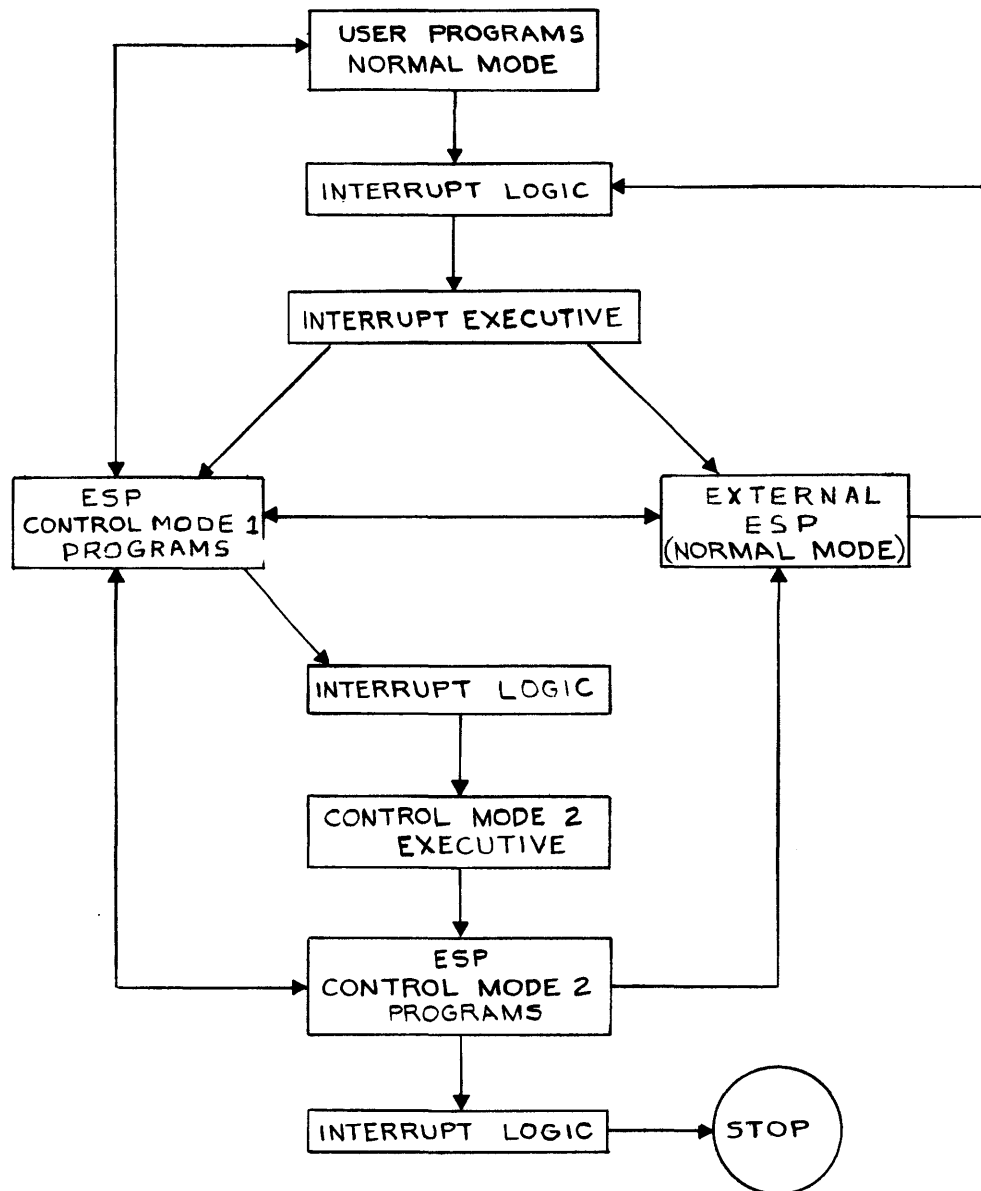 USER PROGRAMS
NORMAL MODE
INTERRUPT LOGIC
INTERRUPT EXECUTIVE
ESP
CONTROL MODE 1
PROGRAMS
EXTERNAL
ESP
(NORMAL MODE)
INTERRUPT LOGIC
CONTROL MODE 2
EXECUTIVE
ESP
CONTROL MODE 2
PROGRAMS
INTERRUPT LOGIC
STOP